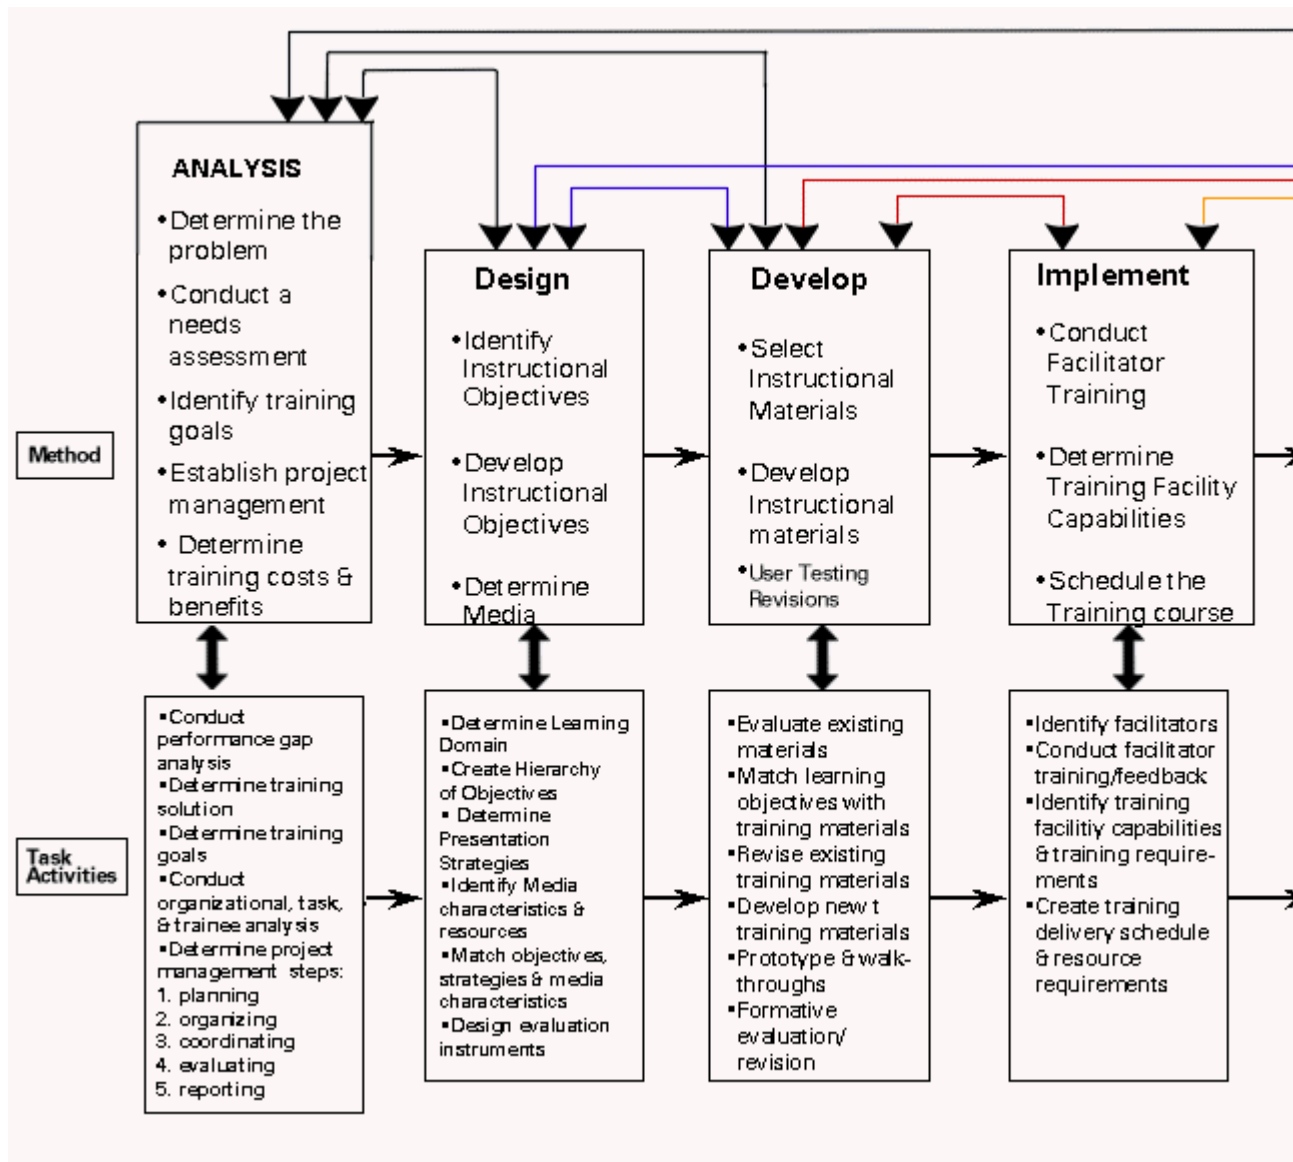 ANALYSIS
•Determine the
problem
•Conduct a
needs
assessment
•Identify training
goals
•Establish project
management
• Determine
training costs &
benefits
Design
•Identify
Instructional
Objectives
•Develop
Instructional
Objectives
•Determine
Media
Develop
•Select
Instructional
Materials
•Develop
Instructional
materials
•User Testing
Revisions
Implement
•Conduct
Facilitator
Training
•Determine
Training Facility
Capabilities
•Schedule the
Training course
Method
Task
Activities
▪Conduct
performance gap
analysis
▪Determine training
solution
▪Determine training
goals
▪Conduct
organizational, task,
& trainee analysis
▪Determine project
management steps:
1. planning
2. organizing
3. coordinating
4. evaluating
5. reporting
▪Determine Learning
Domain
▪Create Hierarchy
of Objectives
▪ Determine
Presentation
Strategies
▪Identify Media
characteristics &
resources
▪Match objectives,
strategies & media
characteristics
▪Design evaluation
instruments
▪Evaluate existing
materials
▪Match learning
objectives with
training materials
▪Revise existing
training materials
▪Develop new t
training materials
▪Prototype & walk-
throughs
▪Formative
evaluation/
revision
▪Identify facilitators
▪Conduct facilitator
training/feedback
▪Identify training
facilitiy capabilities
& training require-
ments
▪Create training
delivery schedule
& resource
requirements